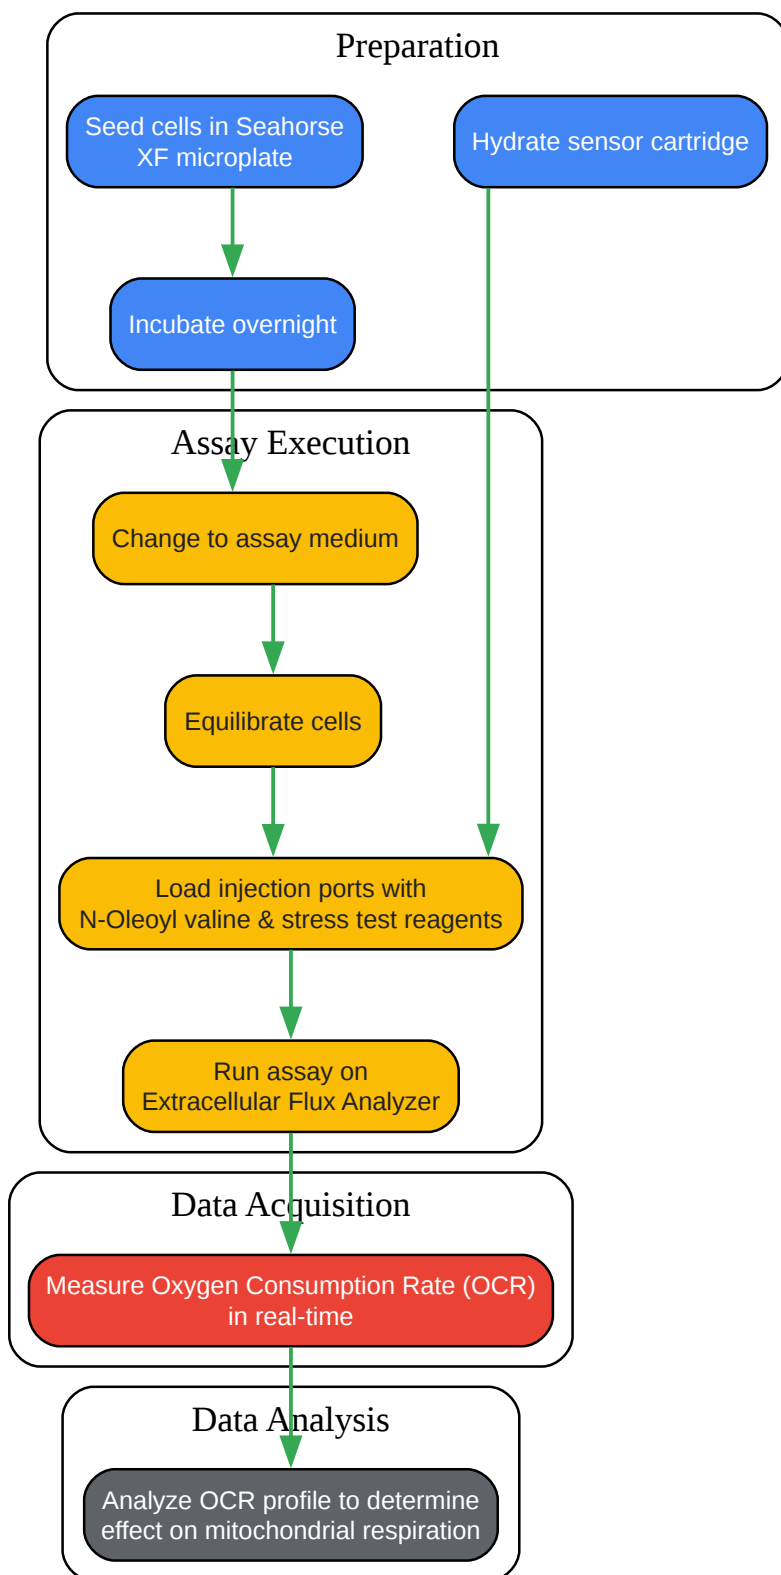 Preparation
Seed cells in Seahorse
XF microplate
Hydrate sensor cartridge
Incubate overnight
Assay Execution
Change to assay medium
Equilibrate cells
Load injection ports with
N-Oleoyl valine & stress test reagents
Run assay on
Extracellular Flux Analyzer
Data Acquisition
Measure Oxygen Consumption Rate (OCR)
in real-time
Data Analysis
Analyze OCR profile to determine
effect on mitochondrial respiration